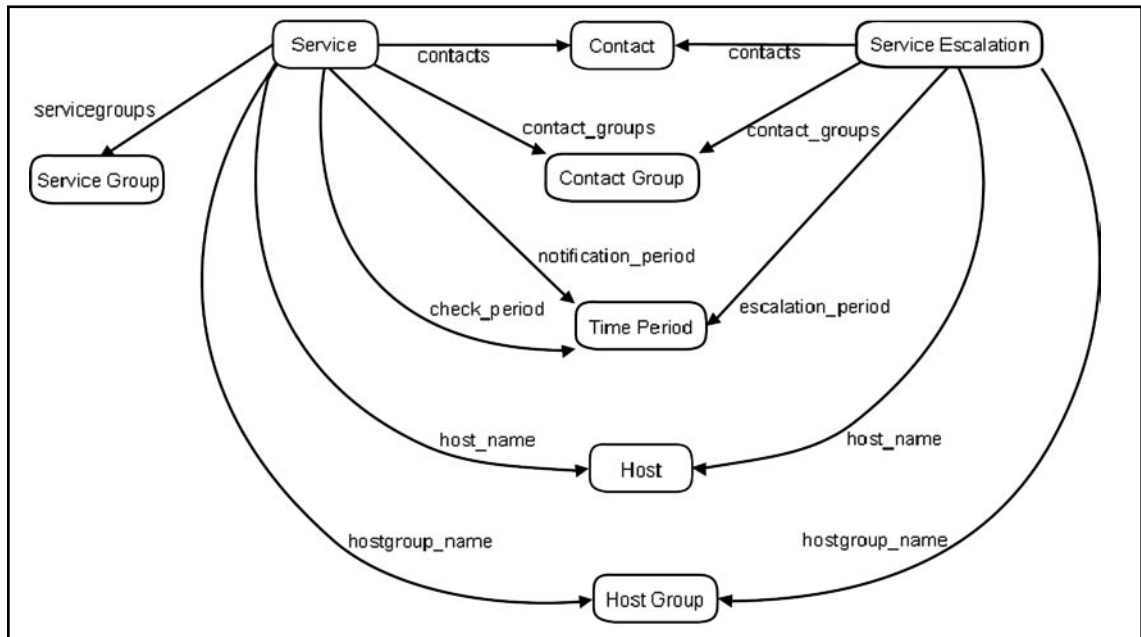 Service
contacts
Contact
contacts
Service Escalation
servicegroups
contact_groups
contact_groups
Service Group
Contact Group
notification_period
check_period
Time Period
escalation_period
host_name
Host
host_name
hostgroup_name
Host Group
hostgroup_name